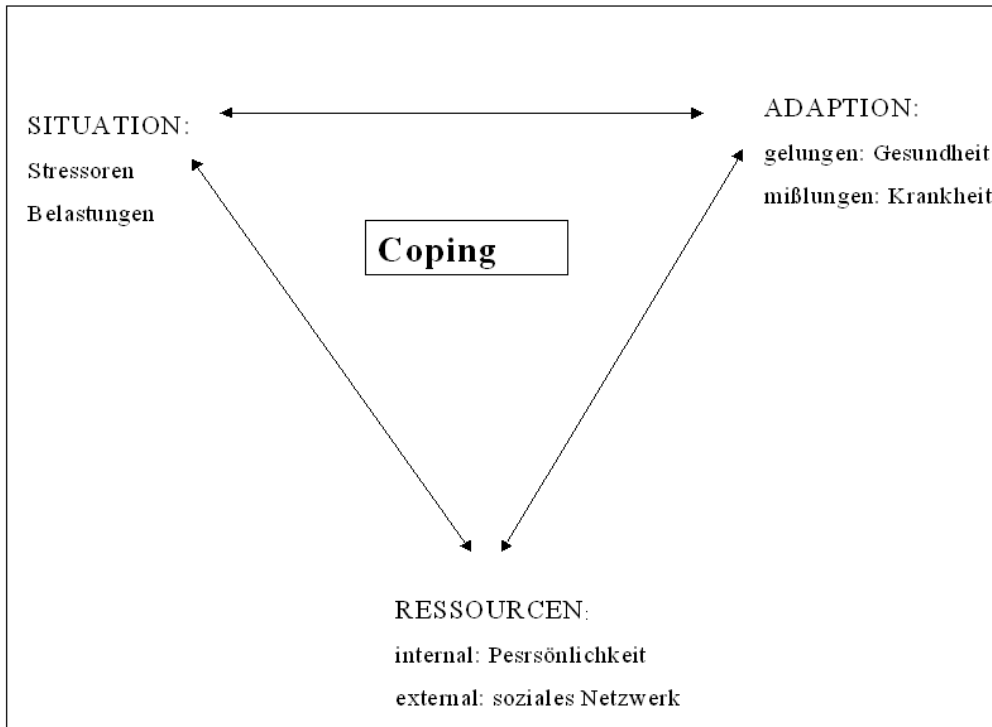 SITUATION:
Stressoren
Belastungen
ADAPTION:
gelungen: Gesundheit
mißlungen: Krankheit
Coping
RESSOURCEN:
internal: Pesrsönlichkeit
external: soziales Netzwerk